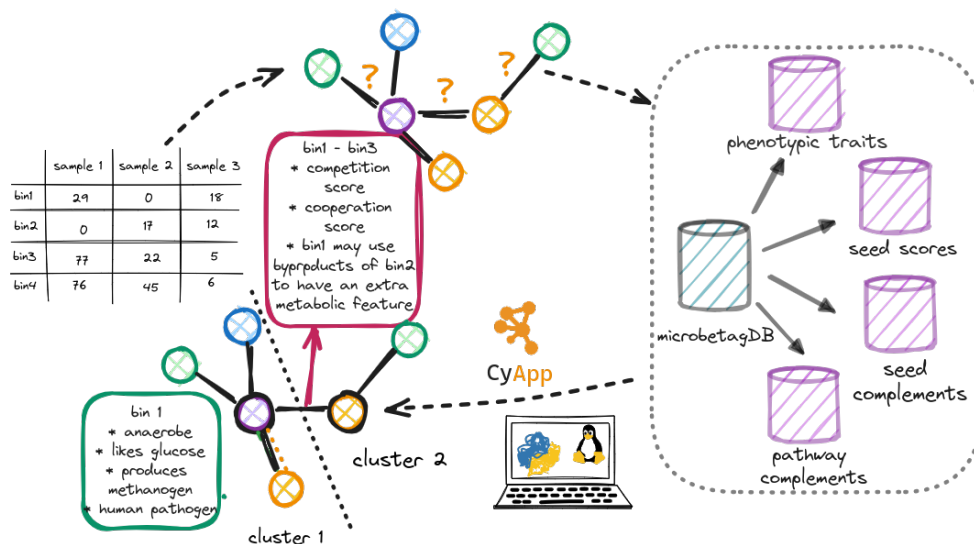 sample 1 sample 2 sample 3
bin1 29 0 18
bin2 0 17 12
bin3 77 22 5
bin4 76 45 6
? ? ?
bin1 - bin3
* competition
score
* cooperation
score
* bin1 may use
byprproducts of bin2
to have an extra
metabolic feature
phenotypic traits
seed scores
microbetagDB
seed
complements
pathway
complements
CyApp
bin 1
* anaerobe
* likes glucose
* produces
methanogen
* human pathogen
cluster 2
cluster 1